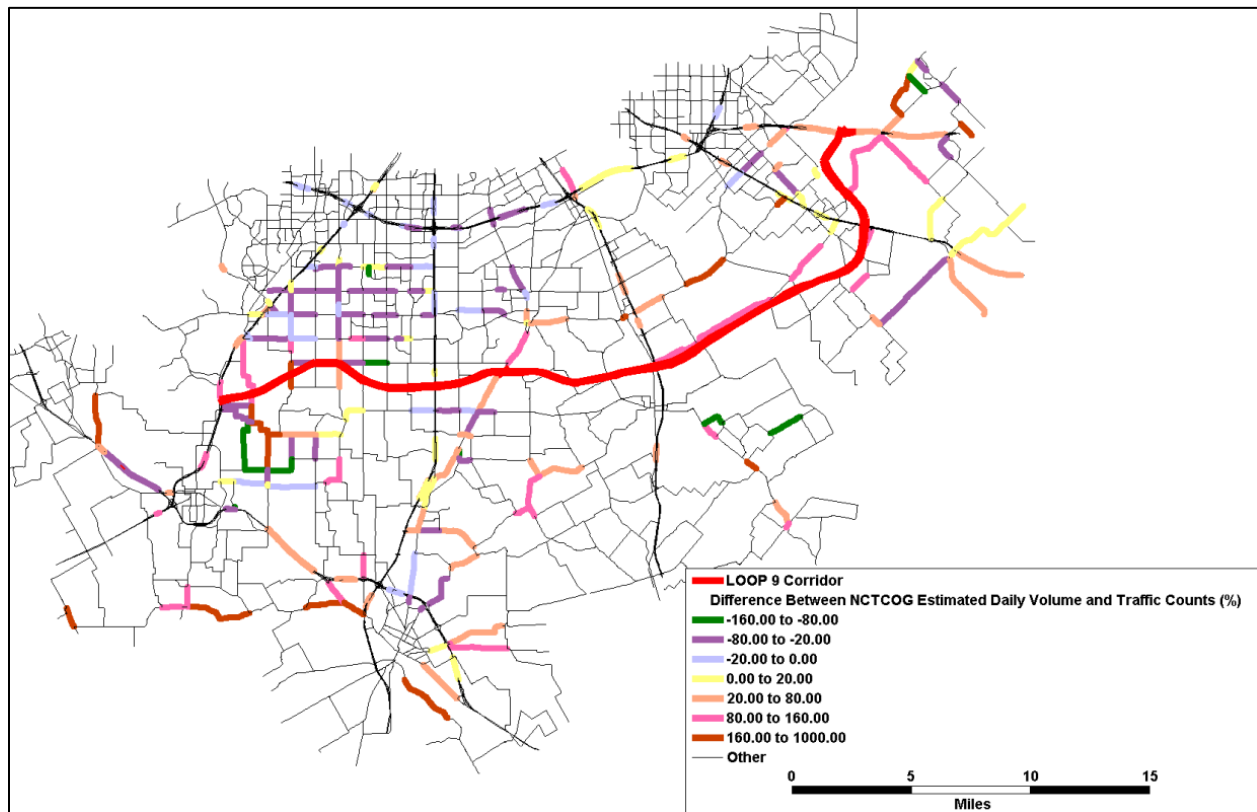 LOOP 9 Corridor
Difference Between NCTCOG Estimated Daily Volume and Traffic Counts (%)
-160.00 to -80.00
-80.00 to -20.00
-20.00 to 0.00
0.00 to 20.00
20.00 to 80.00
80.00 to 160.00
160.00 to 1000.00
Other
0 5 10 15
Miles